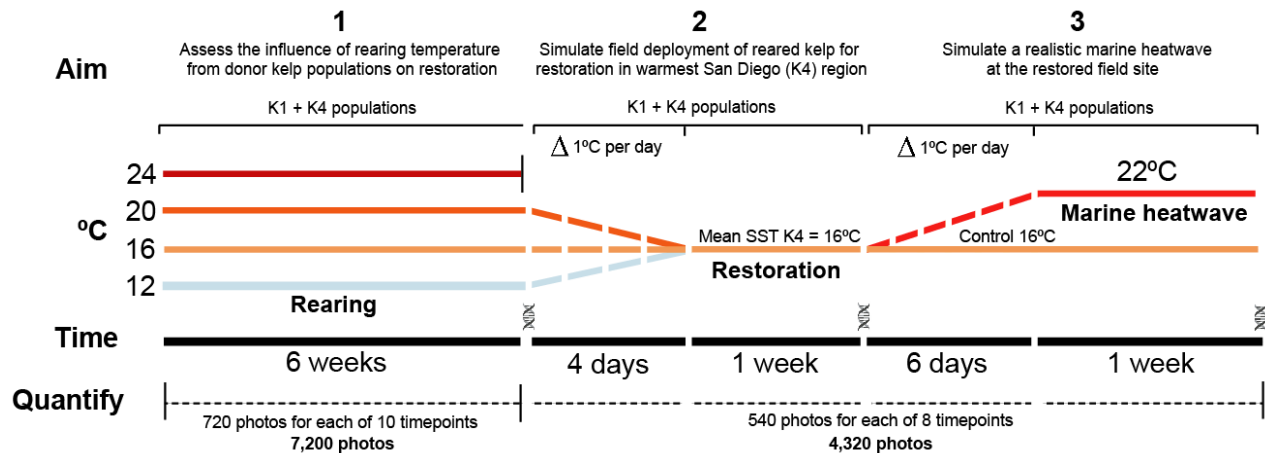 1
2
3
Aim
Assess the influence of rearing temperature
from donor kelp populations on restoration
Simulate field deployment of reared kelp for
restoration in warmest San Diego (K4) region
Simulate a realistic marine heatwave
at the restored field site
K1 + K4 populations
K1 + K4 populations
K1 + K4 populations
Δ 1ºC per day
Δ 1ºC per day
24
20
ºC
16
12
22ºC
Marine heatwave
Mean SST K4 = 16ºC
Control 16ºC
Restoration
Rearing
Time
6 weeks
4 days
1 week
6 days
1 week
Quantify
720 photos for each of 10 timepoints
7,200 photos
540 photos for each of 8 timepoints
4,320 photos